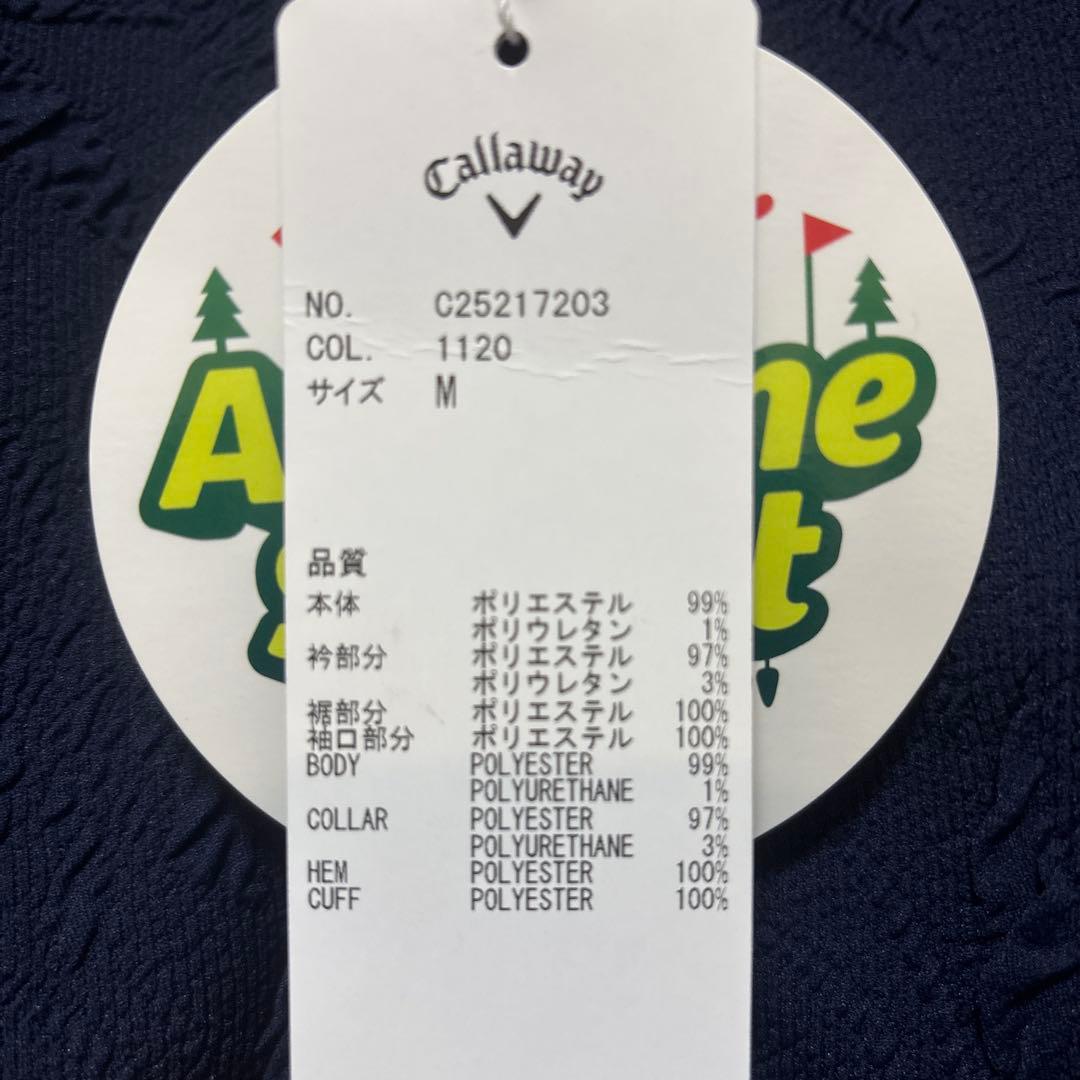 Callaway
NO. C25217203
COL. 1120
サイズ M
品質
本体 ポリエステル 99%
ポリウレタン 1%
衿部分 ポリエステル 97%
ポリウレタン 3%
裾部分 ポリエステル 100%
袖口部分 ポリエステル 100%
BODY POLYESTER 99%
POLYURETHANE 1%
COLLAR POLYESTER 97%
POLYURETHANE 3%
HEM POLYESTER 100%
CUFF POLYESTER 100%